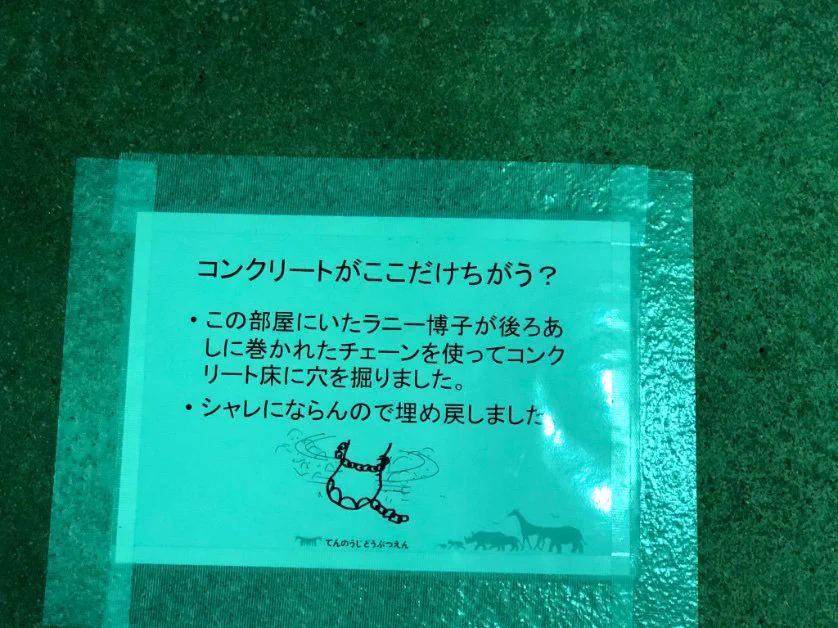 コンクリートがここだけちがう？
・この部屋にいたラニー博子が後ろあ
しに巻かれたチェーンを使ってコンク
リート床に穴を掘りました。
・シャレにならんので埋め戻しました
てんのうじどうぶつえん